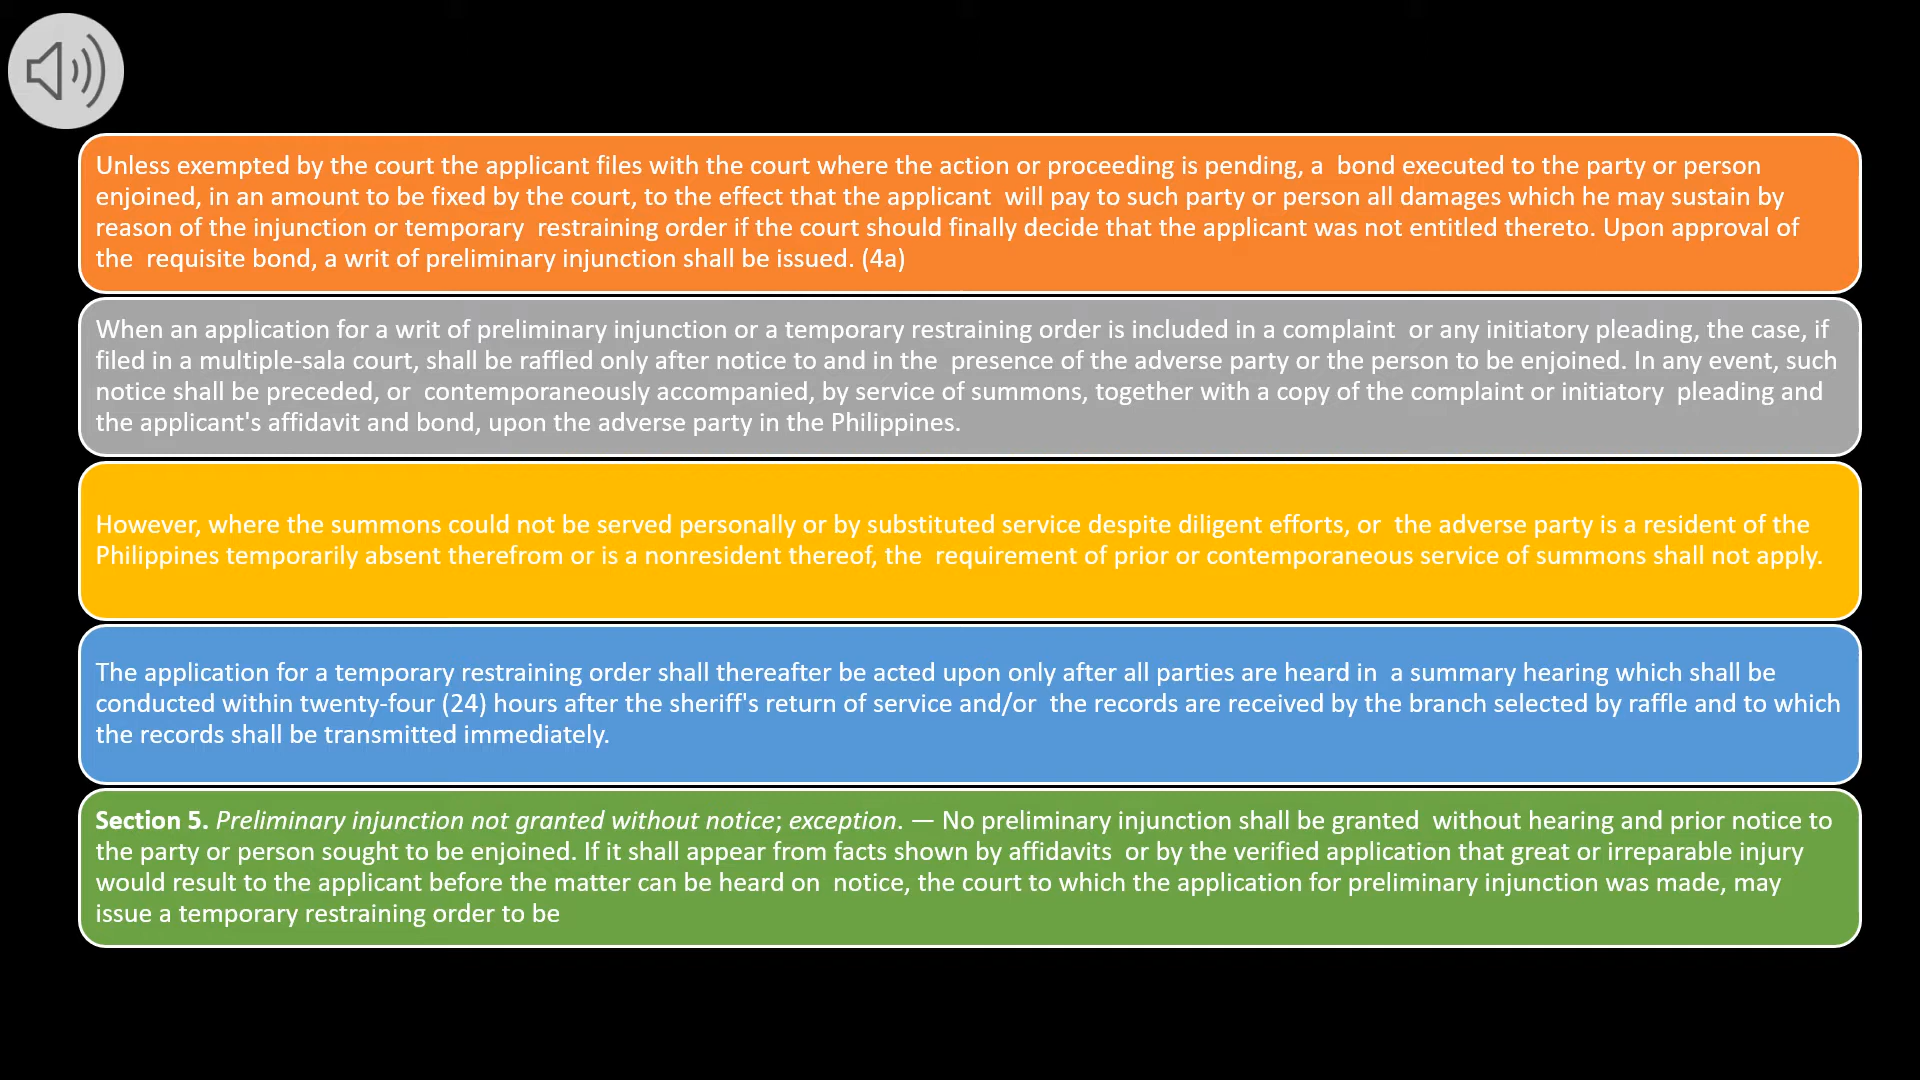 Unless exempted by the court the applicant files with the court where the action or proceeding is pending, a  bond executed to the party or person
enjoined, in an amount to be fixed by the court, to the effect that the applicant  will pay to such party or person all damages which he may sustain by
reason of the injunction or temporary  restraining order if the court should finally decide that the applicant was not entitled thereto. Upon approval of
the  requisite bond, a writ of preliminary injunction shall be issued. (4a)
When an application for a writ of preliminary injunction or a temporary restraining order is included in a complaint  or any initiatory pleading, the case, if
filed in a multiple-sala court, shall be raffled only after notice to and in the  presence of the adverse party or the person to be enjoined. In any event, such
notice shall be preceded, or  contemporaneously accompanied, by service of summons, together with a copy of the complaint or initiatory  pleading and
the applicant's affidavit and bond, upon the adverse party in the Philippines.
However, where the summons could not be served personally or by substituted service despite diligent efforts, or  the adverse party is a resident of the
Philippines temporarily absent therefrom or is a nonresident thereof, the  requirement of prior or contemporaneous service of summons shall not apply.
The application for a temporary restraining order shall thereafter be acted upon only after all parties are heard in  a summary hearing which shall be
conducted within twenty-four (24) hours after the sheriff's return of service and/or  the records are received by the branch selected by raffle and to which
the records shall be transmitted immediately.
Section 5. Preliminary injunction not granted without notice; exception. — No preliminary injunction shall be granted  without hearing and prior notice to
the party or person sought to be enjoined. If it shall appear from facts shown by affidavits  or by the verified application that great or irreparable injury
would result to the applicant before the matter can be heard on  notice, the court to which the application for preliminary injunction was made, may
issue a temporary restraining order to be